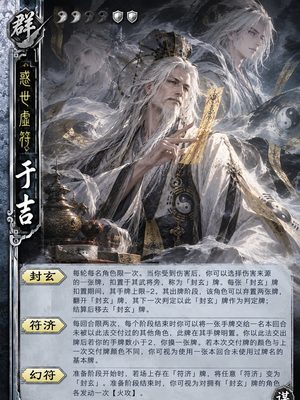 群
惑世虚符
于吉
封玄
每轮每名角色限一次。当你受到伤害后，你可以选择伤害来源
的一张牌，扣置于其武将旁，称为「封玄」牌。每张「封玄」牌
扣置期间，其手牌上限-2，其出牌阶段，该角色可以弃置两张牌，
翻开「封玄」牌，其下一次判定改以此「封玄」牌作为判定牌，
结算后移去「封玄」牌。
符济
每回合限两次，每个阶段结束时你可以将一张手牌交给一名本回合
未被以此法交付过的其他角色，此牌在其手牌明置。你以此法交出
牌后若你的手牌数小于2，你摸一张牌。若本次交付牌的颜色与上
一次交付牌颜色不同，你可视为使用一张本回合未使用过牌名的
基本牌。
幻符
准备阶段开始时，若场上存在「符济」牌，将任意「符济」变为
「封玄」。准备阶段结束时，你可视为对拥有「封玄」的角色
各发动一次【火攻】。
谋